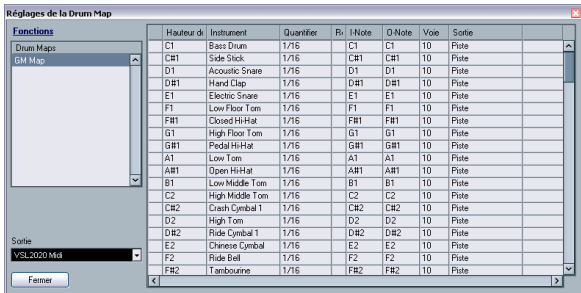 Réglages de la Drum Map
Fonctions
Drum Maps
GM Map
Sortie
VSL2020 Midi
Fermer
Hauteur de Instrument Quantifier I-Note O-Note Voie Sortie
C1 Bass Drum 1/16 C1 C1 10 Piste
C#1 Side Stick 1/16 C#1 C#1 10 Piste
D1 Acoustic Snare 1/16 D1 D1 10 Piste
D#1 Hand Clap 1/16 D#1 D#1 10 Piste
E1 Electric Snare 1/16 E1 E1 10 Piste
F1 Low Floor Tom 1/16 F1 F1 10 Piste
F#1 Closed Hi-Hat 1/16 F#1 F#1 10 Piste
G1 High Floor Tom 1/16 G1 G1 10 Piste
G#1 Pedal Hi-Hat 1/16 G#1 G#1 10 Piste
A1 Low Tom 1/16 A1 A1 10 Piste
A#1 Open Hi-Hat 1/16 A#1 A#1 10 Piste
B1 Low Middle Tom 1/16 B1 B1 10 Piste
C2 High Middle Tom 1/16 C2 C2 10 Piste
C#2 Crash Cymbal 1 1/16 C#2 C#2 10 Piste
D2 High Tom 1/16 D2 D2 10 Piste
D#2 Ride Cymbal 1 1/16 D#2 D#2 10 Piste
E2 Chinese Cymbal 1/16 E2 E2 10 Piste
F2 Ride Bell 1/16 F2 F2 10 Piste
F#2 Tambourine 1/16 F#2 F#2 10 Piste